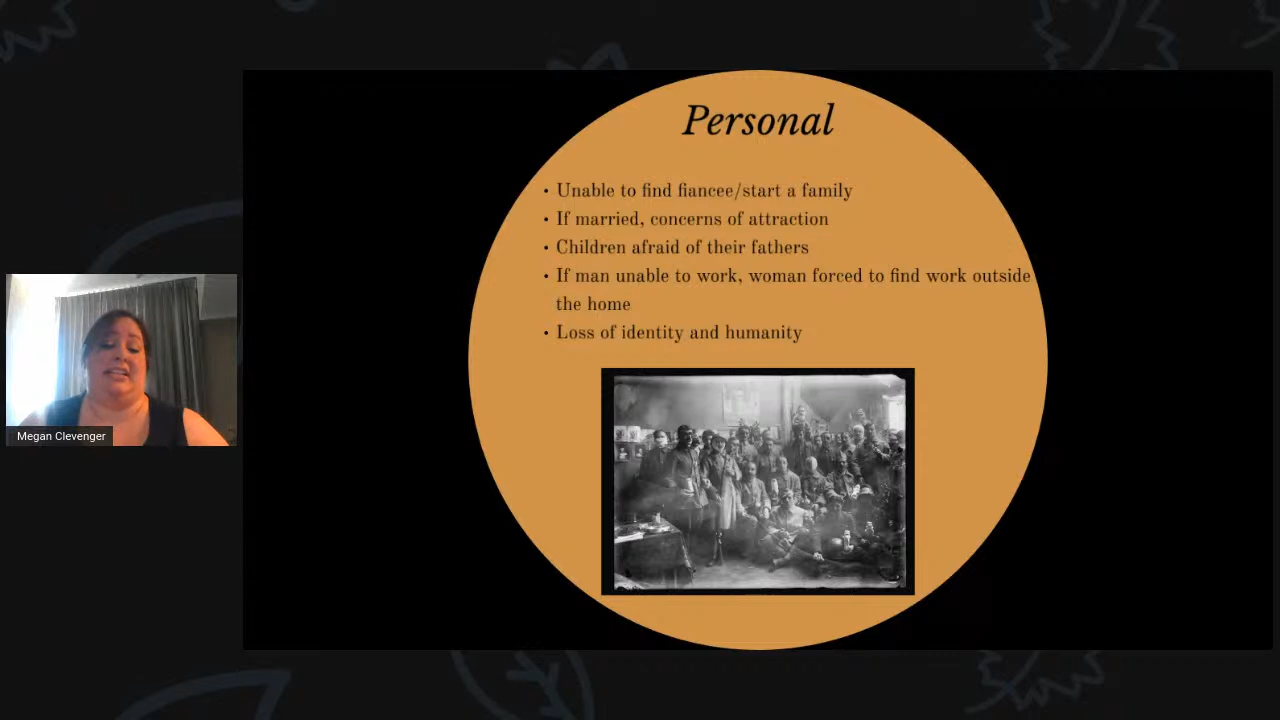 Personal
• Unable to find fiancee/start a family
• If married, concerns of attraction
• Children afraid of their fathers
• If man unable to work, woman forced to find work outside
the home
• Loss of identity and humanity
Megan Clevenger